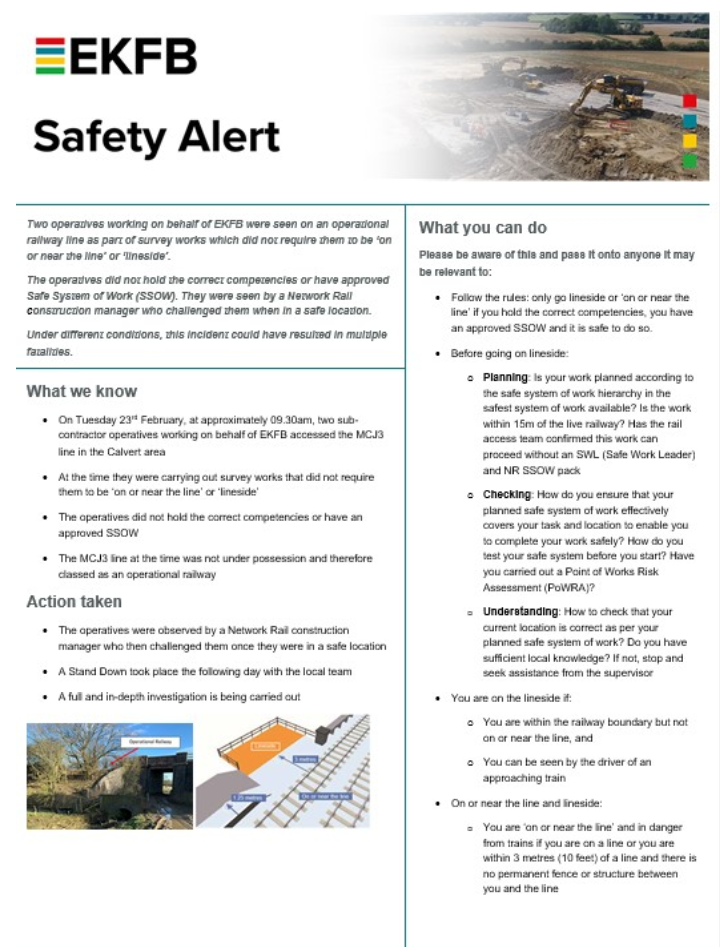 EKFB
Safety Alert
Two operatives working on behalf of EKFB were seen on an operational
railway line as part of survey works which did not require them to be 'on
or near the line' or 'lineside'.
The operatives did not hold the correct competencies or have approved
Safe System of Work (SSOW). They were seen by a Network Rail
construction manager who challenged them when in a safe location.
Under different conditions, this incident could have resulted in multiple
fatalities.
What we know
• On Tuesday 23rd February, at approximately 09.30am, two sub-
contractor operatives working on behalf of EKFB accessed the MCJ3
line in the Calvert area
• At the time they were carrying out survey works that did not require
them to be 'on or near the line' or 'lineside'
• The operatives did not hold the correct competencies or have an
approved SSOW
• The MCJ3 line at the time was not under possession and therefore
classed as an operational railway
Action taken
• The operatives were observed by a Network Rail construction
manager who then challenged them once they were in a safe location
• A Stand Down took place the following day with the local team
• A full and in-depth investigation is being carried out
Operational Railway
Lineside
3 metres
1.25 metres
On or near the line
What you can do
Please be aware of this and pass it onto anyone it may
be relevant to:
• Follow the rules: only go lineside or 'on or near the
line' if you hold the correct competencies, you have
an approved SSOW and it is safe to do so.
• Before going on lineside:
o Planning: Is your work planned according to
the safe system of work hierarchy in the
safest system of work available? Is the work
within 15m of the live railway? Has the rail
access team confirmed this work can
proceed without an SWL (Safe Work Leader)
and NR SSOW pack
o Checking: How do you ensure that your
planned safe system of work effectively
covers your task and location to enable you
to complete your work safely? How do you
test your safe system before you start? Have
you carried out a Point of Works Risk
Assessment (PoWRA)?
o Understanding: How to check that your
current location is correct as per your
planned safe system of work? Do you have
sufficient local knowledge? If not, stop and
seek assistance from the supervisor
• You are on the lineside if:
o You are within the railway boundary but not
on or near the line, and
o You can be seen by the driver of an
approaching train
• On or near the line and lineside:
o You are 'on or near the line' and in danger
from trains if you are on a line or you are
within 3 metres (10 feet) of a line and there is
no permanent fence or structure between
you and the line